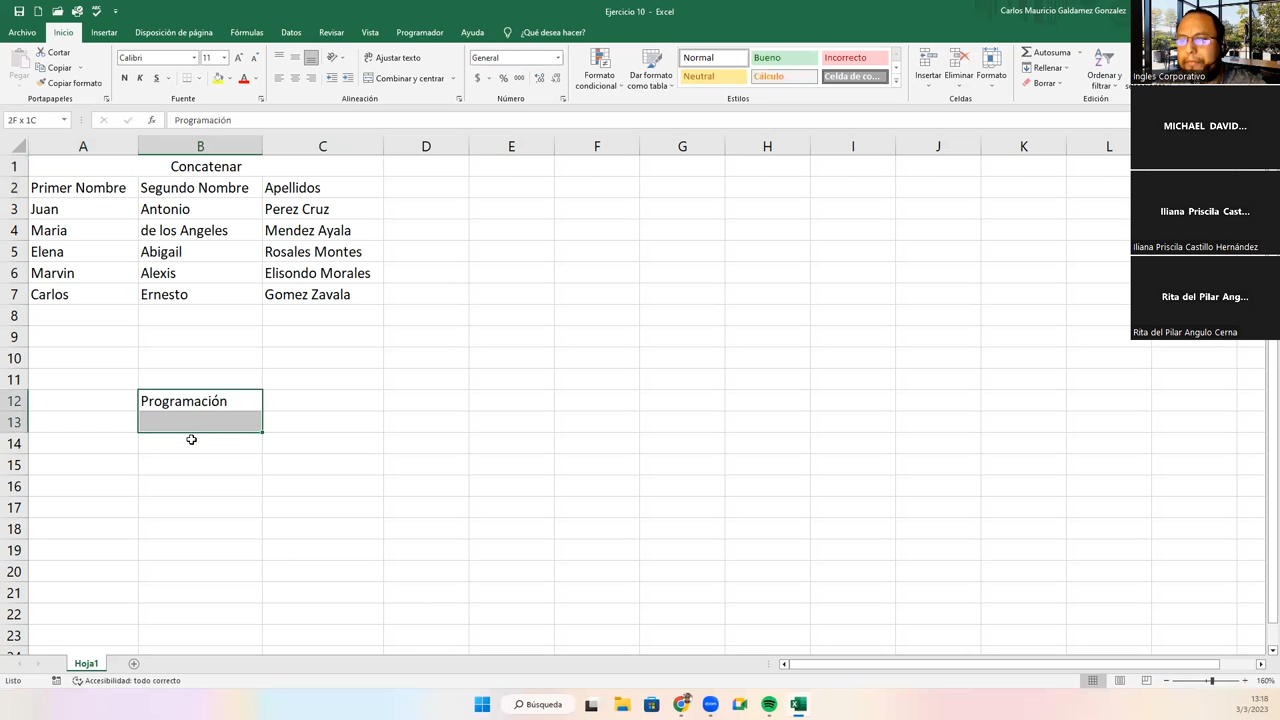 Ejercicio 10 - Excel
Carlos Mauricio Galdamez Gonzalez
Archivo Inicio Insertar Disposición de página Fórmulas Datos Revisar Vista Programador Ayuda ¿Qué desea hacer?
Pegar
Cortar
Copiar
Portapapeles
Calibri 11
N K S
Fuente
Ajustar texto
Combinar y centrar
Alineación
General
$ % 000
Número
Formato condicional
Dar formato como tabla
Normal Bueno Incorrecto
Neutral Cálculo Celda de co...
Estilos
Insertar Eliminar Formato
Celdas
Autosuma
Rellenar
Borrar
Ordenar y
filtrar
Edición
2F x 1C
fx Programación
A B C D E F G H I J K L
1 Concatenar
2 Primer Nombre Segundo Nombre Apellidos
3 Juan Antonio Perez Cruz
4 Maria de los Angeles Mendez Ayala
5 Elena Abigail Rosales Montes
6 Marvin Alexis Elisondo Morales
7 Carlos Ernesto Gomez Zavala
8
9
10
11
12 Programación
13
14
15
16
17
18
19
20
21
22
23
Hoja1
Listo
Accesibilidad: todo correcto
160%
Búsqueda
13:18
3/3/2023
Ingles Corporativo
MICHAEL DAVID...
Iliana Priscila Cast...
Iliana Priscila Castillo Hernández
Rita del Pilar Ang...
Rita del Pilar Angulo Cerna